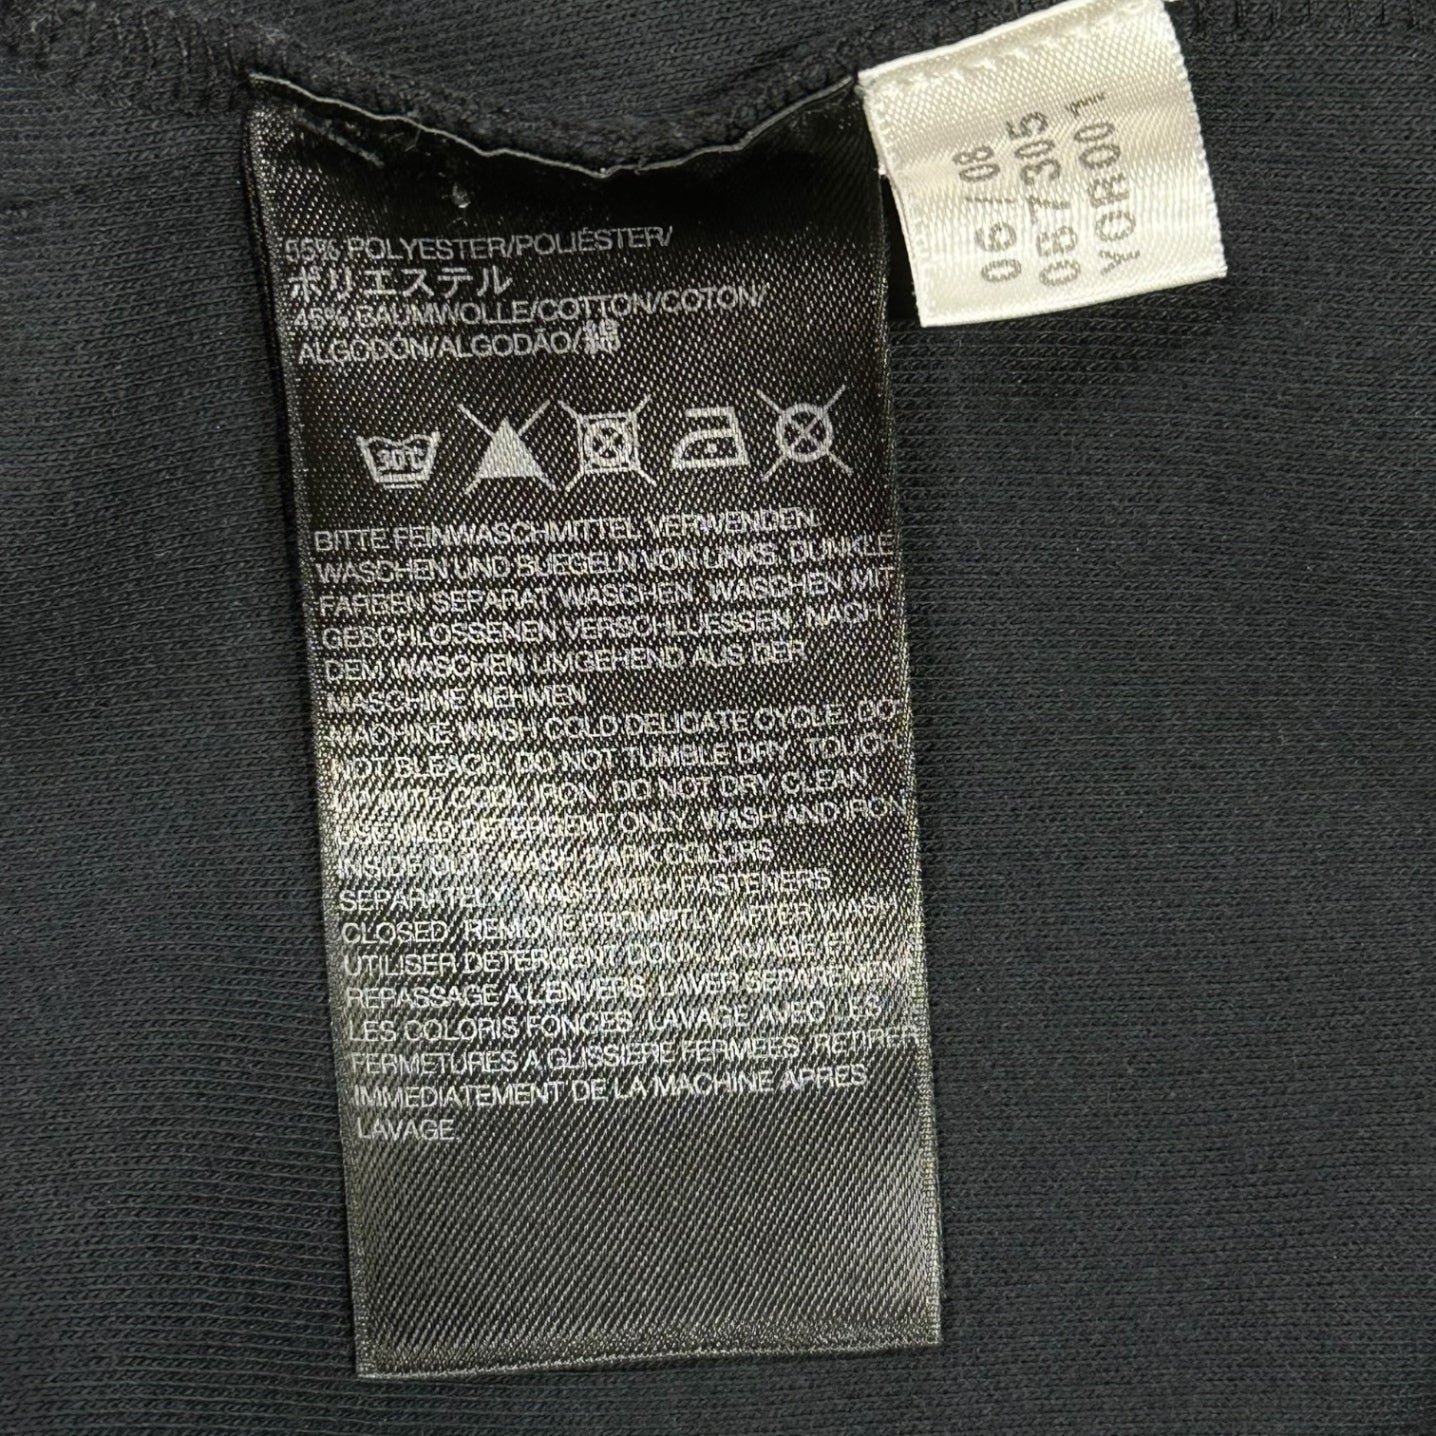 55% POLYESTER/POLIÉSTER/
ポリエステル
45% BAUMWOLLE/COTTON/COTON/
ALGODÓN/ALGODÃO/綿
30°C
BITTE FEINWASCHMITTEL VERWENDEN.
WASCHEN UND BUEGELN VON LINKS. DUNKLE
FARBEN SEPARAT WASCHEN. WASCHEN MIT
GESCHLOSSENEN VERSCHLUESSEN. NACH
DEM WASCHEN UMGEHEND AUS DER
MASCHINE NEHMEN.
MACHINE WASH COLD DELICATE CYCLE. DO
NOT BLEACH. DO NOT TUMBLE DRY. TOUCH
UP WITH COOL IRON. DO NOT DRY CLEAN.
USE MILD DETERGENT ONLY. WASH AND IRON
INSIDE OUT. WASH DARK COLORS
SEPARATELY. WASH WITH FASTENERS
CLOSED. REMOVE PROMPTLY AFTER WASH.
UTILISER DETERGENT DOUX. LAVAGE ET
REPASSAGE A L'ENVERS. LAVER SEPAREMENT
LES COLORIS FONCES. LAVAGE AVEC LES
FERMETURES A GLISSIERE FERMEES. RETIRER
IMMEDIATEMENT DE LA MACHINE APRES
LAVAGE.
06/08
057305
YOR001